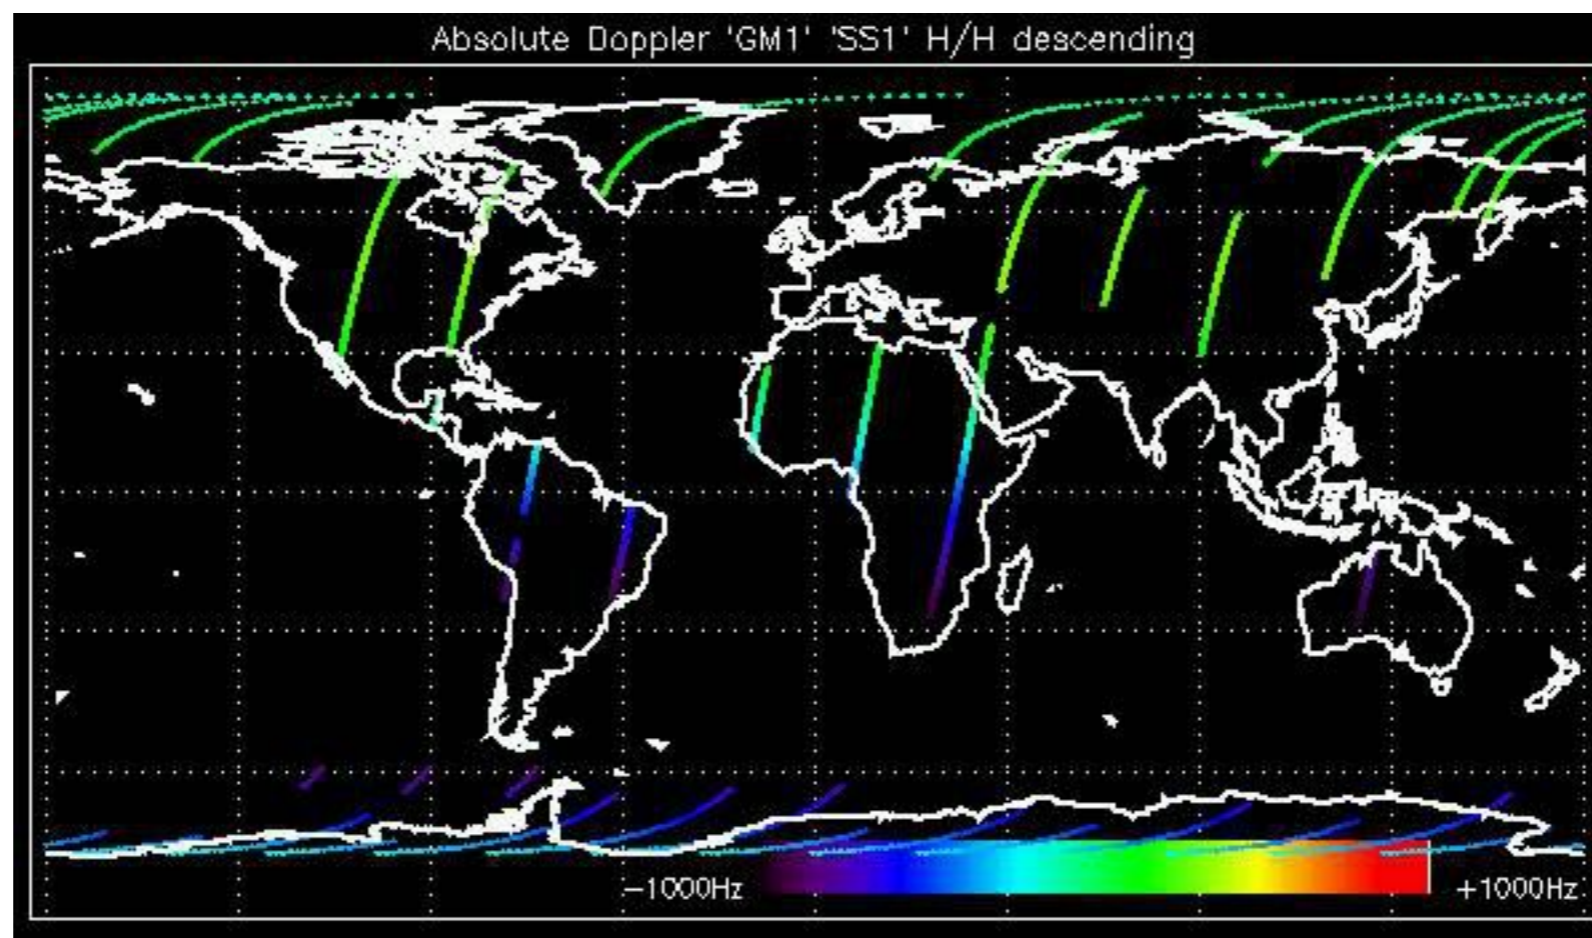 Absolute Doppler 'GM1' 'SS1' H/H descending
−1000Hz
+1000Hz